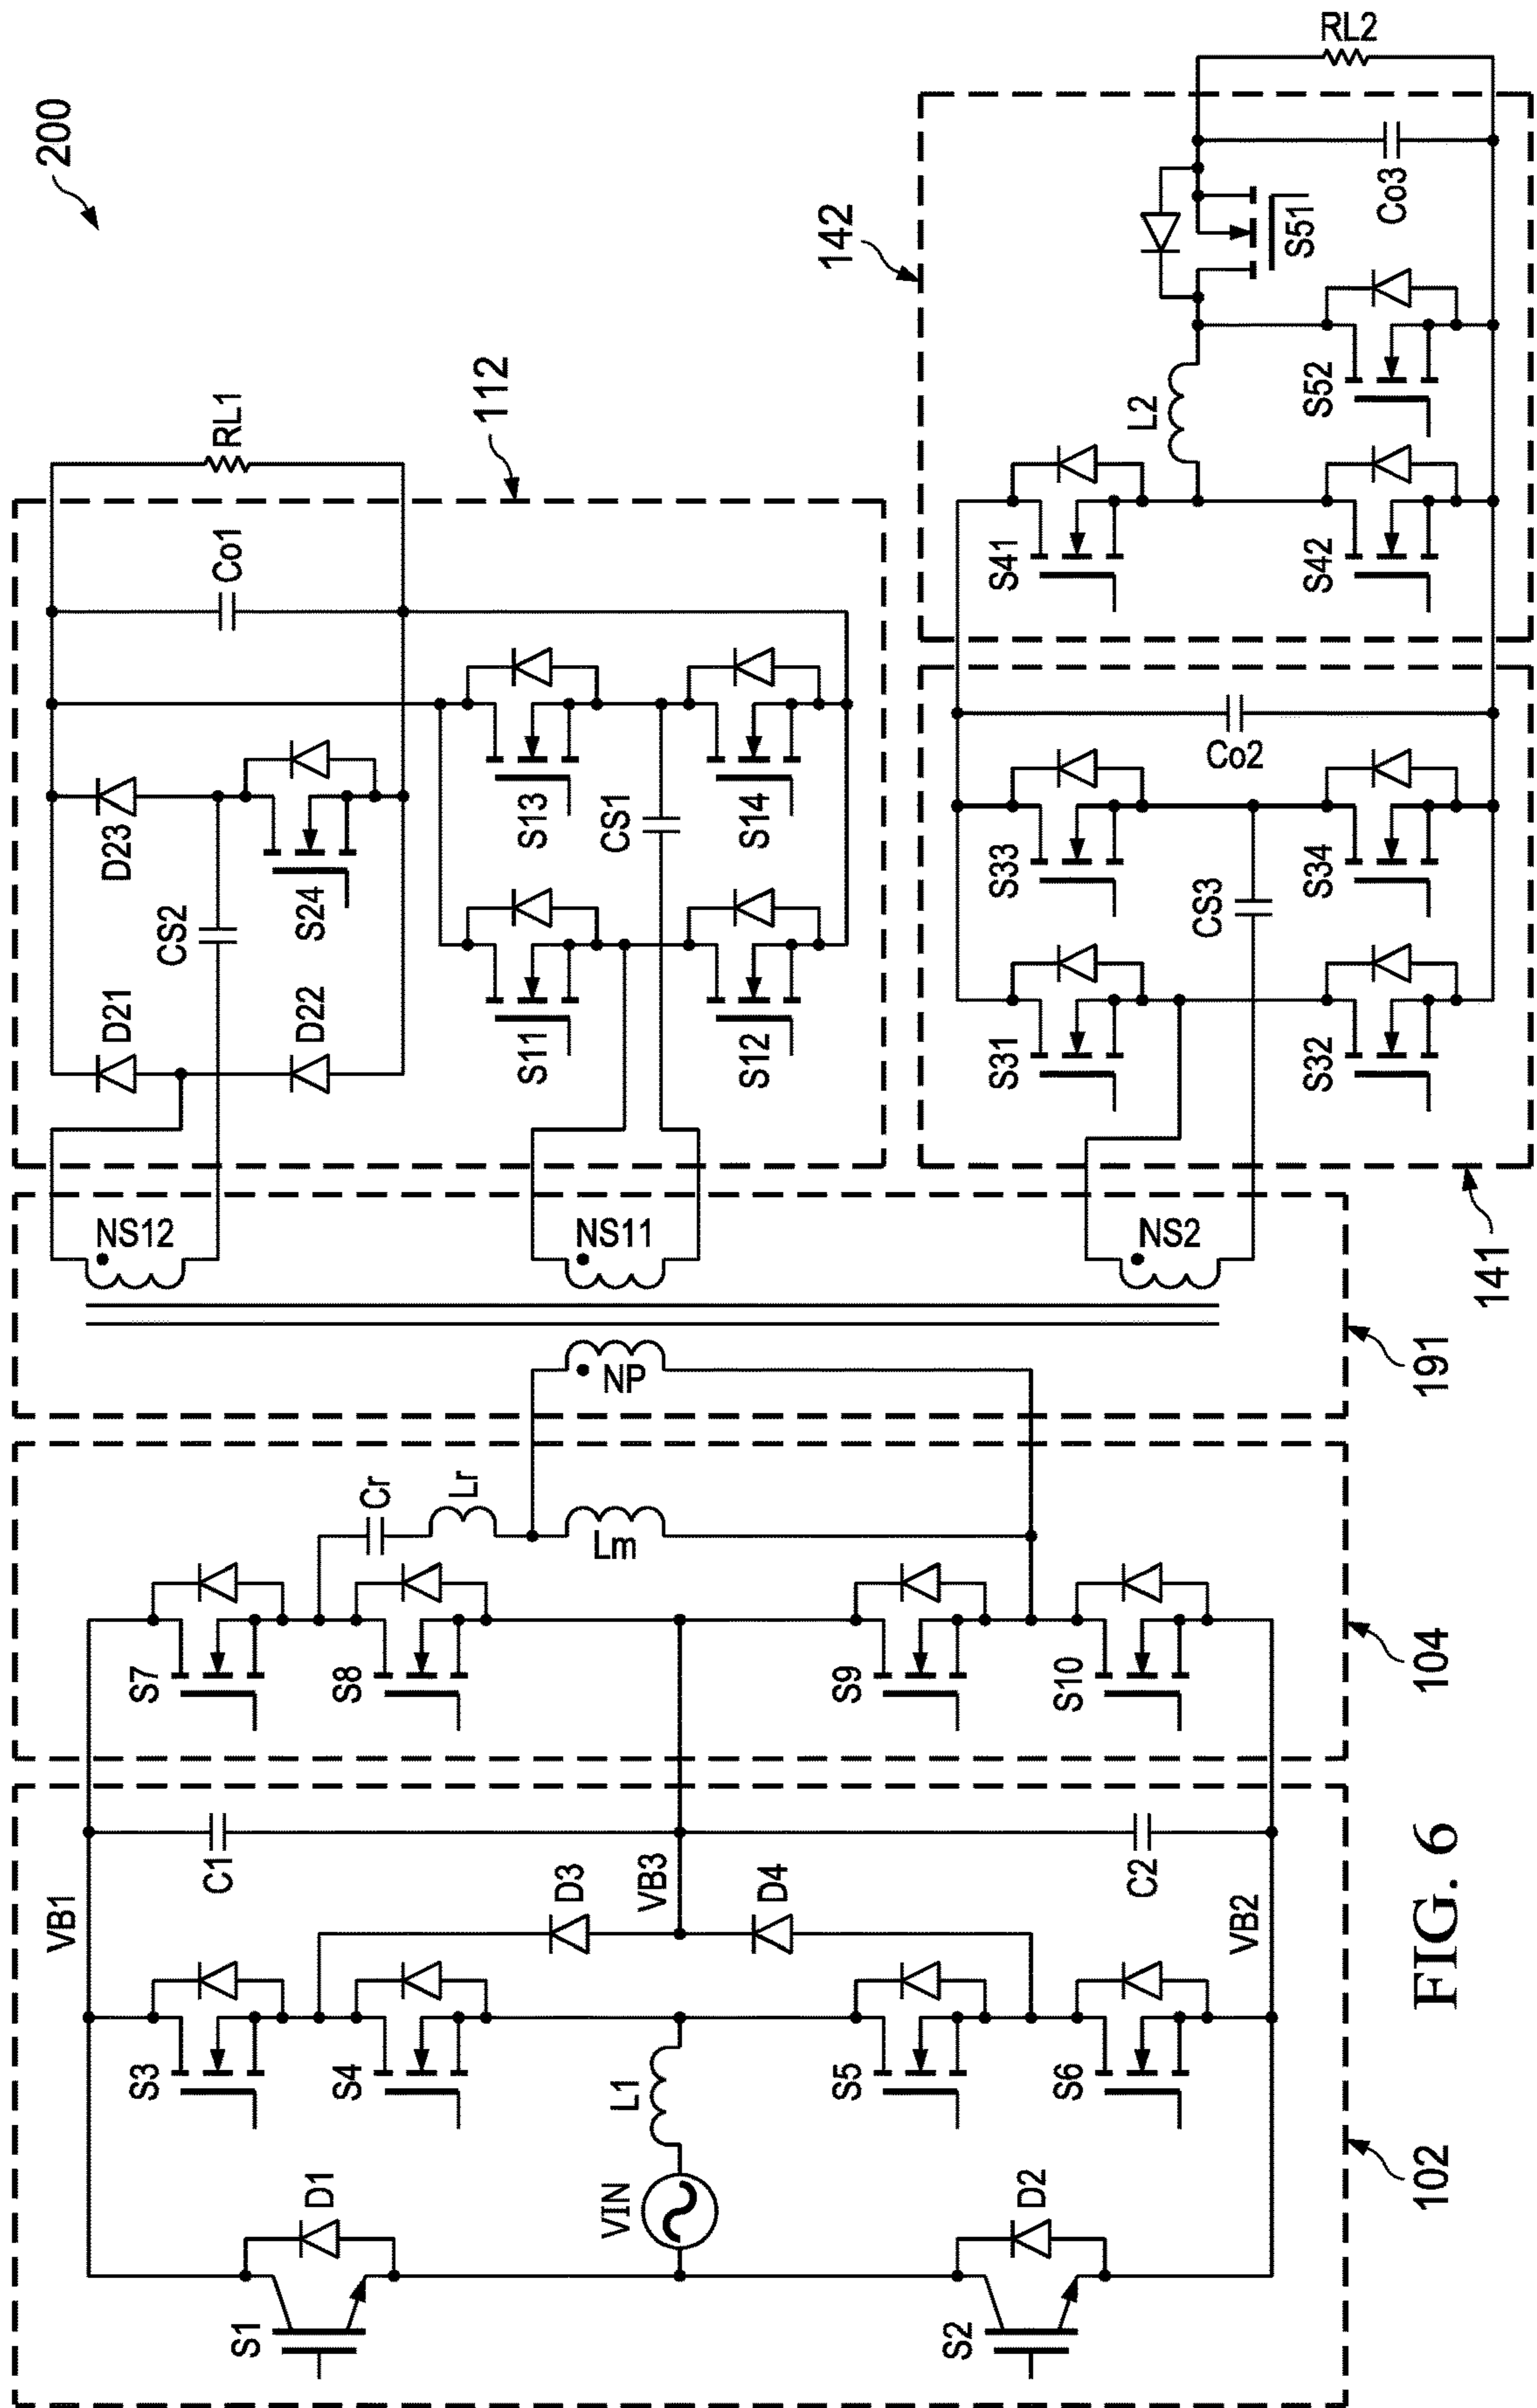 200
VB1
S1
D1
S3
S4
VIN
L1
D3
VB3
D4
C1
S2
D2
S5
S6
C2
VB2
102
S7
S8
Cr
Lr
Lm
S9
S10
104
NP
NS12
NS11
NS2
191
D21
D22
CS2
D23
S24
Co1
RL1
S11
S12
CS1
S13
S14
112
S31
S32
CS3
S33
S34
Co2
141
S41
S42
L2
S52
S51
Co3
142
RL2
FIG. 6